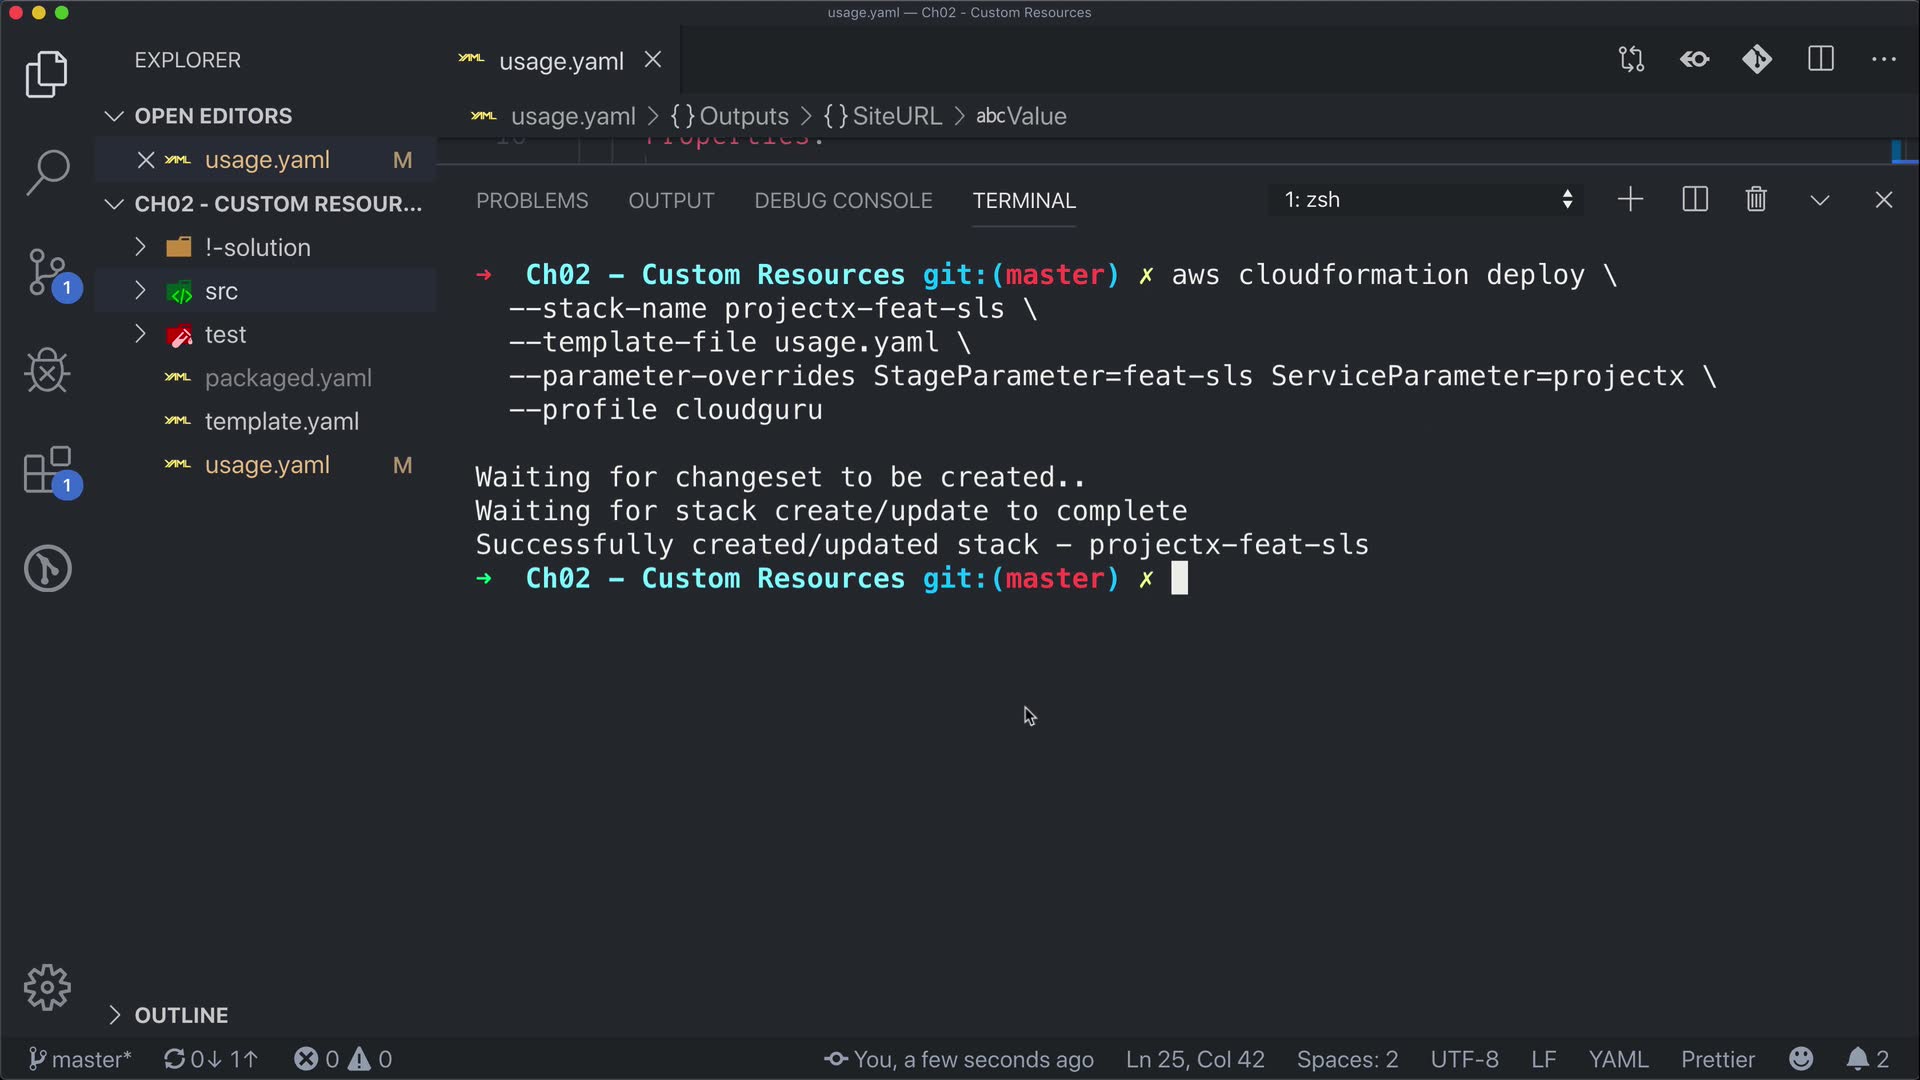 usage.yaml — Ch02 - Custom Resources
EXPLORER
OPEN EDITORS
usage.yaml M
CH02 - CUSTOM RESOUR...
!-solution
src
test
packaged.yaml
template.yaml
usage.yaml M
OUTLINE
1
1
usage.yaml
usage.yaml > {} Outputs > {} SiteURL > abc Value
10 Properties:
PROBLEMS OUTPUT DEBUG CONSOLE TERMINAL 1: zsh
→ Ch02 - Custom Resources git:(master) ✗ aws cloudformation deploy \
--stack-name projectx-feat-sls \
--template-file usage.yaml \
--parameter-overrides StageParameter=feat-sls ServiceParameter=projectx \
--profile cloudguru
Waiting for changeset to be created..
Waiting for stack create/update to complete
Successfully created/updated stack - projectx-feat-sls
→ Ch02 - Custom Resources git:(master) ✗
master* 0↓ 1↑ 0 0 You, a few seconds ago Ln 25, Col 42 Spaces: 2 UTF-8 LF YAML Prettier 2